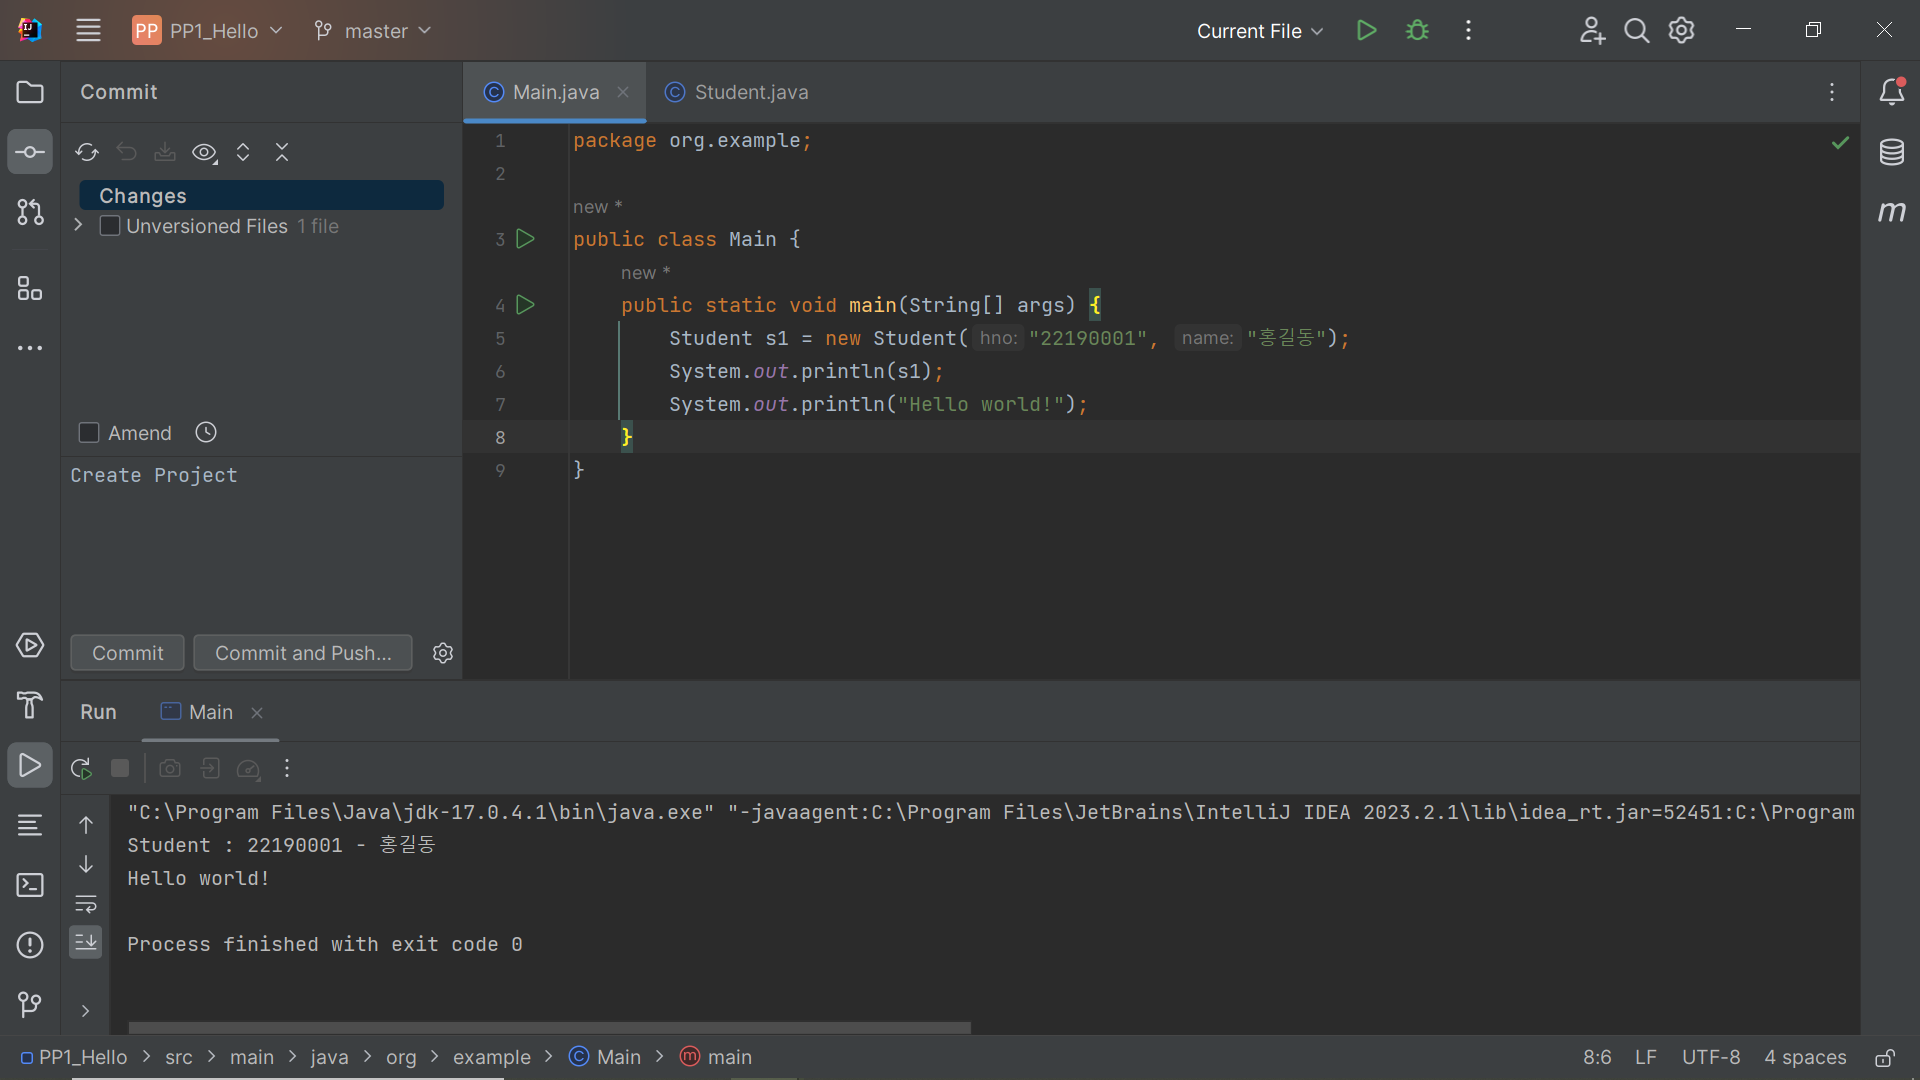 PP PP1_Hello master Current File
Commit
Main.java Student.java
Changes
Unversioned Files 1 file
Amend
Create Project
Commit Commit and Push...
1 package org.example;
2
new *
3 public class Main {
new *
4 public static void main(String[] args) {
5 Student s1 = new Student( hno: "22190001", name: "홍길동");
6 System.out.println(s1);
7 System.out.println("Hello world!");
8 }
9 }
Run Main
"C:\Program Files\Java\jdk-17.0.4.1\bin\java.exe" "-javaagent:C:\Program Files\JetBrains\IntelliJ IDEA 2023.2.1\lib\idea_rt.jar=52451:C:\Program
Student : 22190001 - 홍길동
Hello world!
Process finished with exit code 0
PP1_Hello > src > main > java > org > example > Main > main 8:6 LF UTF-8 4 spaces